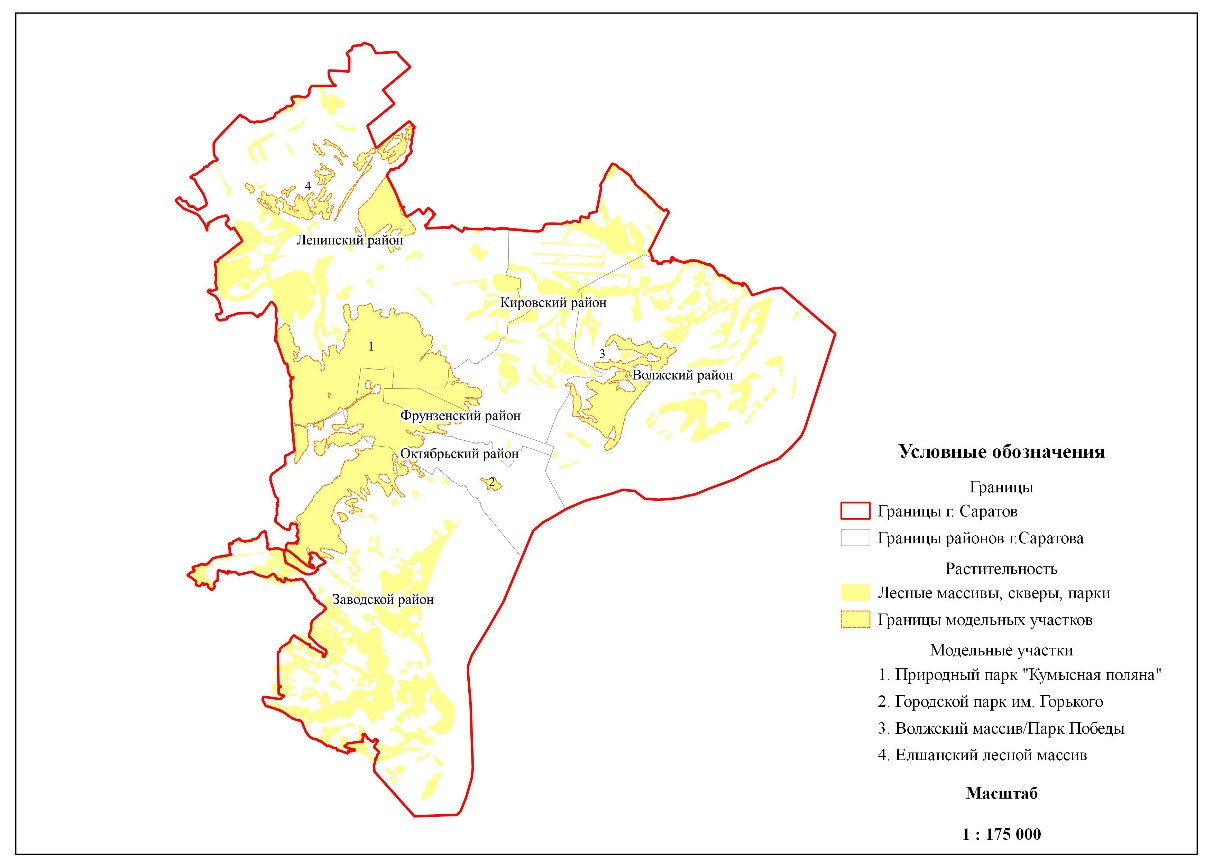 4
Ленинский район
Кировский район
1
3
Волжский район
Фрунзенский район
Октябрьский район
2
Заводской район
Условные обозначения
Границы
Границы г. Саратов
Границы районов г.Саратова
Растительность
Лесные массивы, скверы, парки
Границы модельных участков
Модельные участки
1. Природный парк "Кумысная поляна"
2. Городской парк им. Горького
3. Волжский массив/Парк Победы
4. Елшанский лесной массив
Масштаб
1 : 175 000